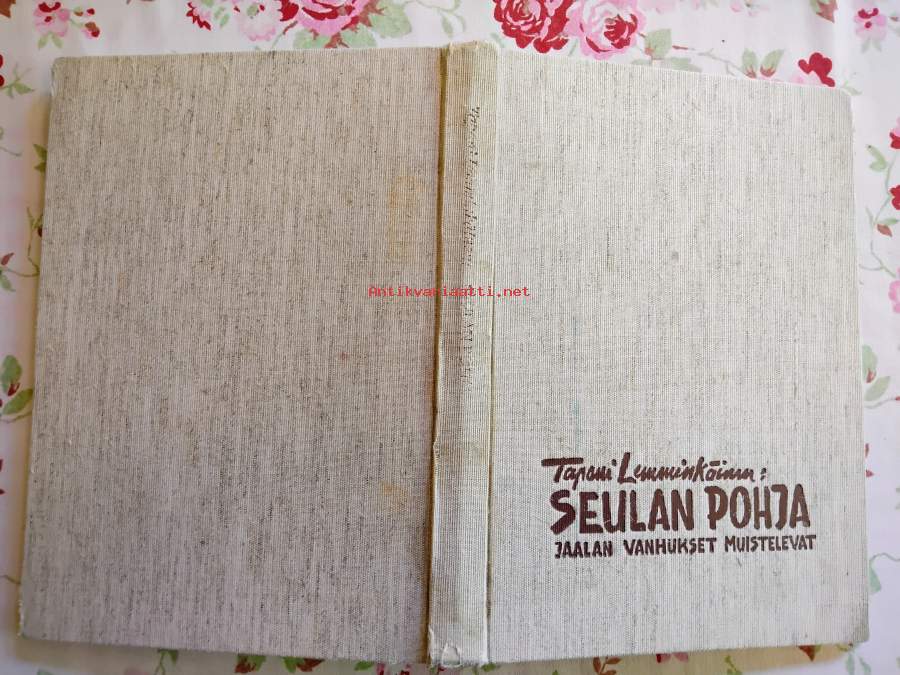 Antikvariaatti.net
Tapani Lemminkäinen:
SEULAN POHJA
JAALAN VANHUKSET MUISTELEVAT